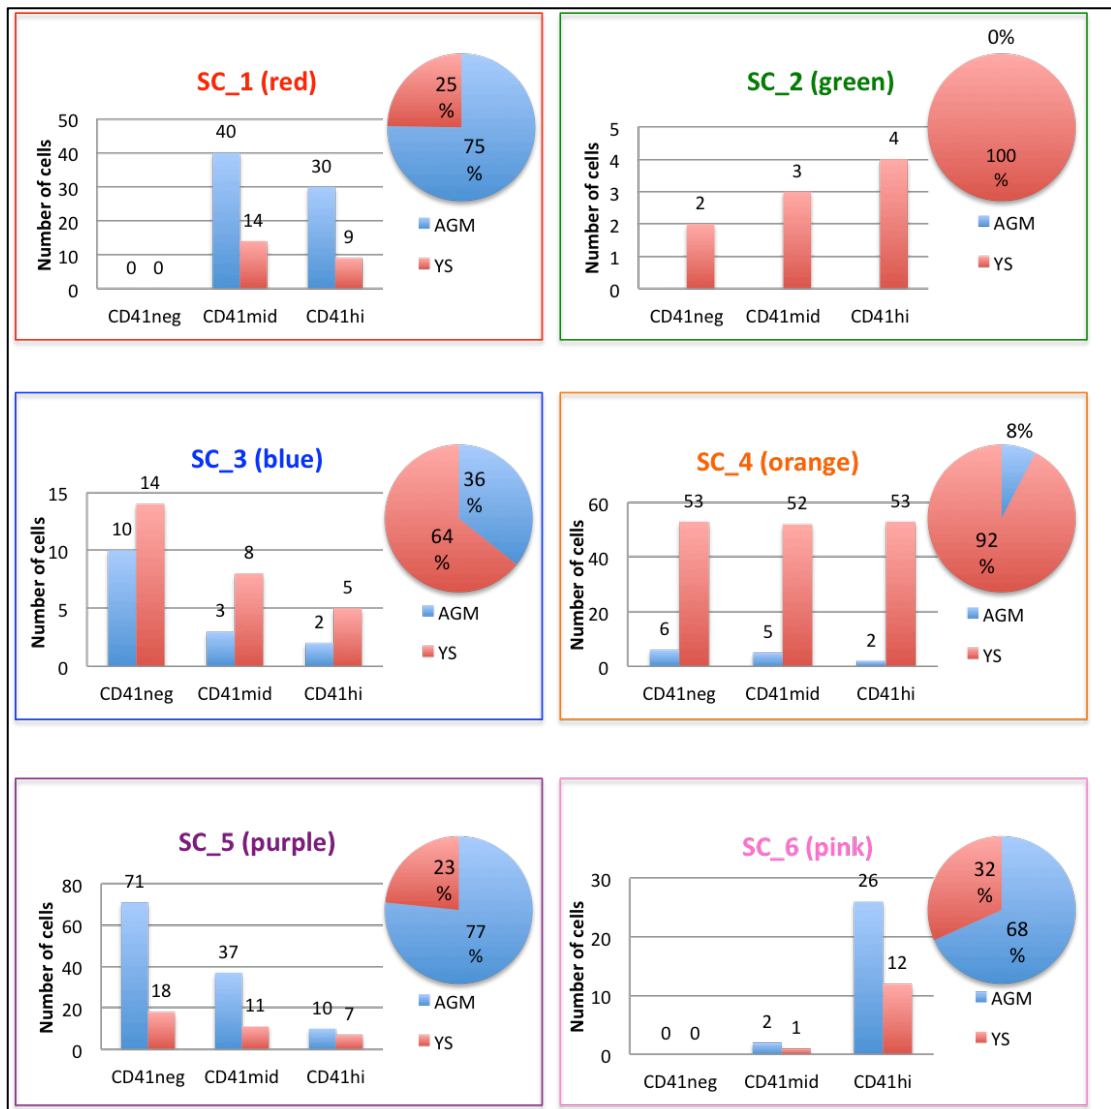 SC_1 (red)
Number of cells
50
40
30
20
10
0
0 0
40
14
30
9
CD41neg CD41mid CD41hi
25
%
75
%
AGM
YS
SC_2 (green)
Number of cells
5
4
3
2
1
0
2
3
4
CD41neg CD41mid CD41hi
0%
100
%
AGM
YS
SC_3 (blue)
Number of cells
15
10
5
0
10
14
3
8
2
5
CD41neg CD41mid CD41hi
36
%
64
%
AGM
YS
SC_4 (orange)
Number of cells
60
40
20
0
6
53
5
52
2
53
CD41neg CD41mid CD41hi
8%
92
%
AGM
YS
SC_5 (purple)
Number of cells
80
60
40
20
0
71
18
37
11
10
7
CD41neg CD41mid CD41hi
23
%
77
%
AGM
YS
SC_6 (pink)
Number of cells
30
20
10
0
0 0
2
1
26
12
CD41neg CD41mid CD41hi
32
%
68
%
AGM
YS